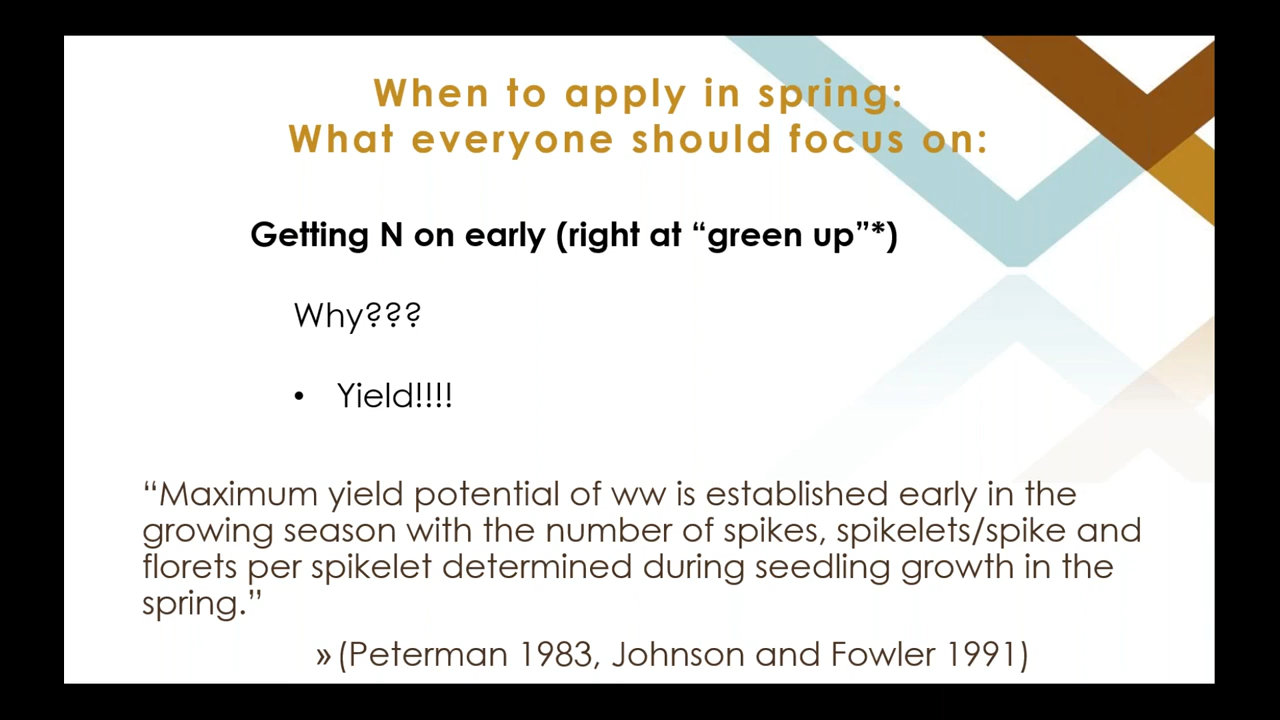 When to apply in spring:
What everyone should focus on:
Getting N on early (right at “green up”*)
Why???
• Yield!!!!
“Maximum yield potential of ww is established early in the
growing season with the number of spikes, spikelets/spike and
florets per spikelet determined during seedling growth in the
spring.”
» (Peterman 1983, Johnson and Fowler 1991)